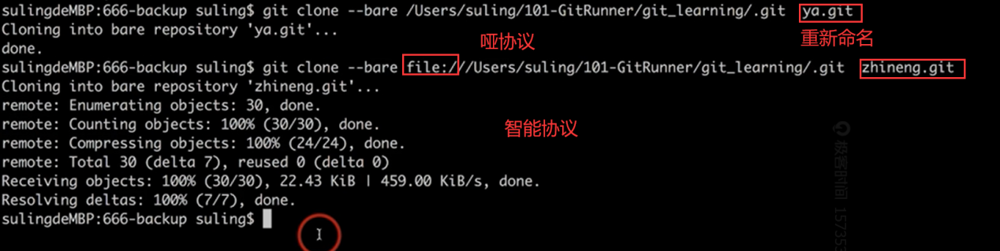 sulingdeMBP:666-backup suling$ git clone --bare /Users/suling/101-GitRunner/git_learning/.git  ya.git
Cloning into bare repository 'ya.git'...
哑协议
重新命名
done.
sulingdeMBP:666-backup suling$ git clone --bare file:///Users/suling/101-GitRunner/git_learning/.git  zhineng.git
Cloning into bare repository 'zhineng.git'...
remote: Enumerating objects: 30, done.
remote: Counting objects: 100% (30/30), done.
智能协议
remote: Compressing objects: 100% (24/24), done.
remote: Total 30 (delta 7), reused 0 (delta 0)
Receiving objects: 100% (30/30), 22.43 KiB | 459.00 KiB/s, done.
Resolving deltas: 100% (7/7), done.
sulingdeMBP:666-backup suling$
极客时间